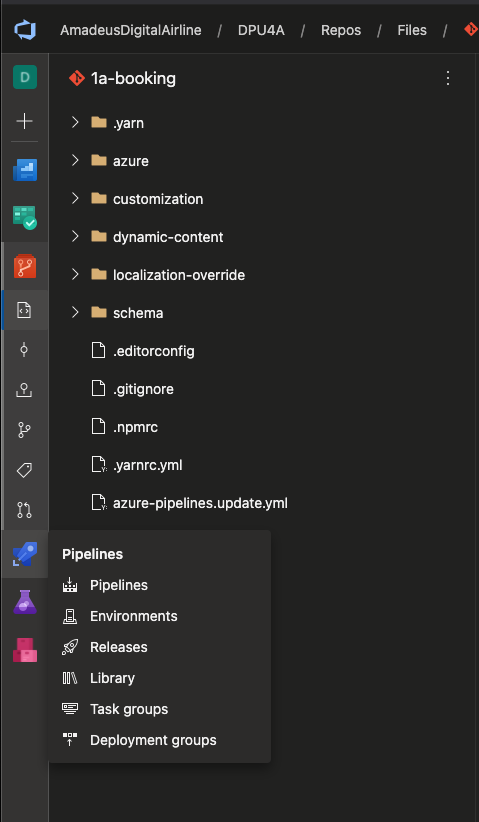 AmadeusDigitalAirline / DPU4A / Repos / Files /
D
1a-booking
.yarn
azure
customization
dynamic-content
localization-override
schema
.editorconfig
.gitignore
.npmrc
.yarnrc.yml
azure-pipelines.update.yml
Pipelines
Pipelines
Environments
Releases
Library
Task groups
Deployment groups